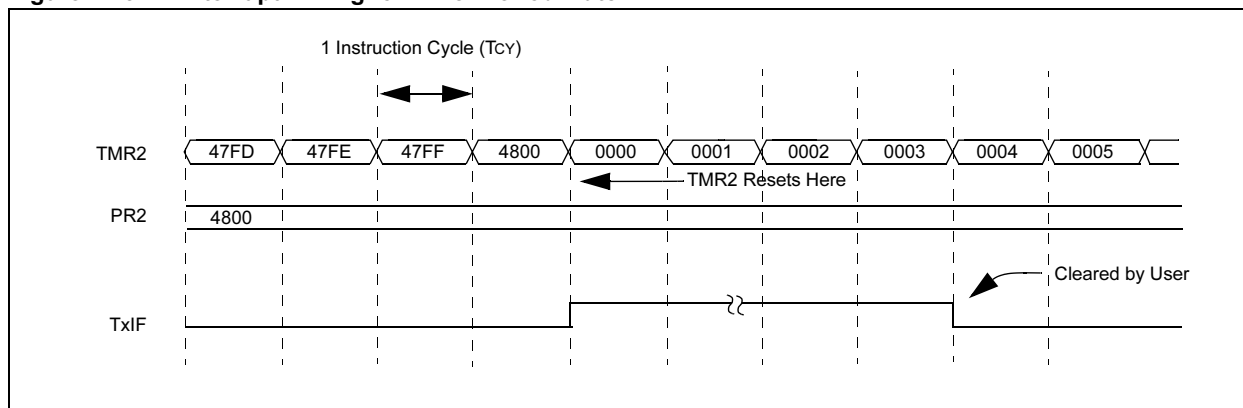 1 Instruction Cycle (TCY)
TMR2 47FD 47FE 47FF 4800 0000 0001 0002 0003 0004 0005
TMR2 Resets Here
PR2 4800
Cleared by User
TxIF